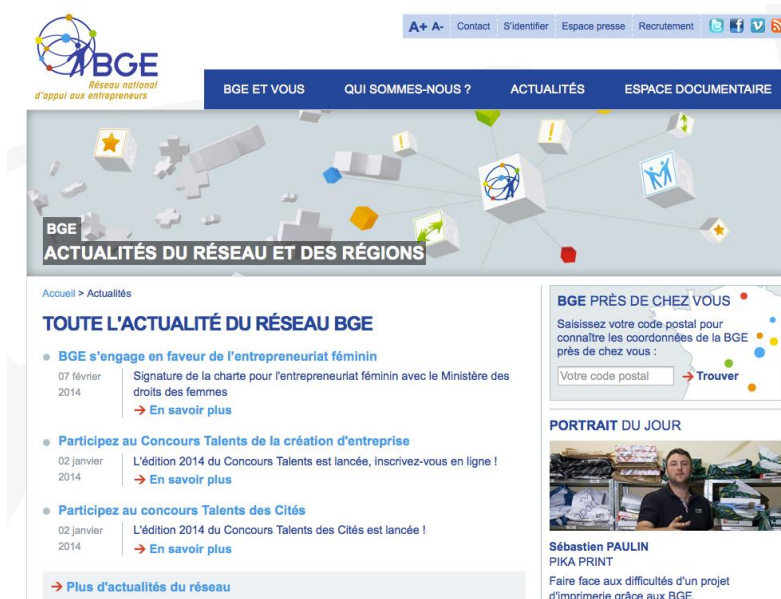 A+ A- Contact S'identifier Espace presse Recrutement
BGE
Réseau national
d'appui aux entrepreneurs
BGE ET VOUS QUI SOMMES-NOUS ? ACTUALITÉS ESPACE DOCUMENTAIRE
BGE
ACTUALITÉS DU RÉSEAU ET DES RÉGIONS
Accueil > Actualités
TOUTE L'ACTUALITÉ DU RÉSEAU BGE
BGE s'engage en faveur de l'entrepreneuriat féminin
07 février
2014
Signature de la charte pour l'entrepreneuriat féminin avec le Ministère des
droits des femmes
→ En savoir plus
Participez au Concours Talents de la création d'entreprise
02 janvier
2014
L'édition 2014 du Concours Talents est lancée, inscrivez-vous en ligne !
→ En savoir plus
Participez au concours Talents des Cités
02 janvier
2014
L'édition 2014 du Concours Talents des Cités est lancée !
→ En savoir plus
→ Plus d'actualités du réseau
BGE PRÈS DE CHEZ VOUS
Saisissez votre code postal pour
connaître les coordonnées de la BGE
près de chez vous :
Votre code postal → Trouver
PORTRAIT DU JOUR
Sébastien PAULIN
PIKA PRINT
Faire face aux difficultés d'un projet
d'imprimerie grâce aux BGE